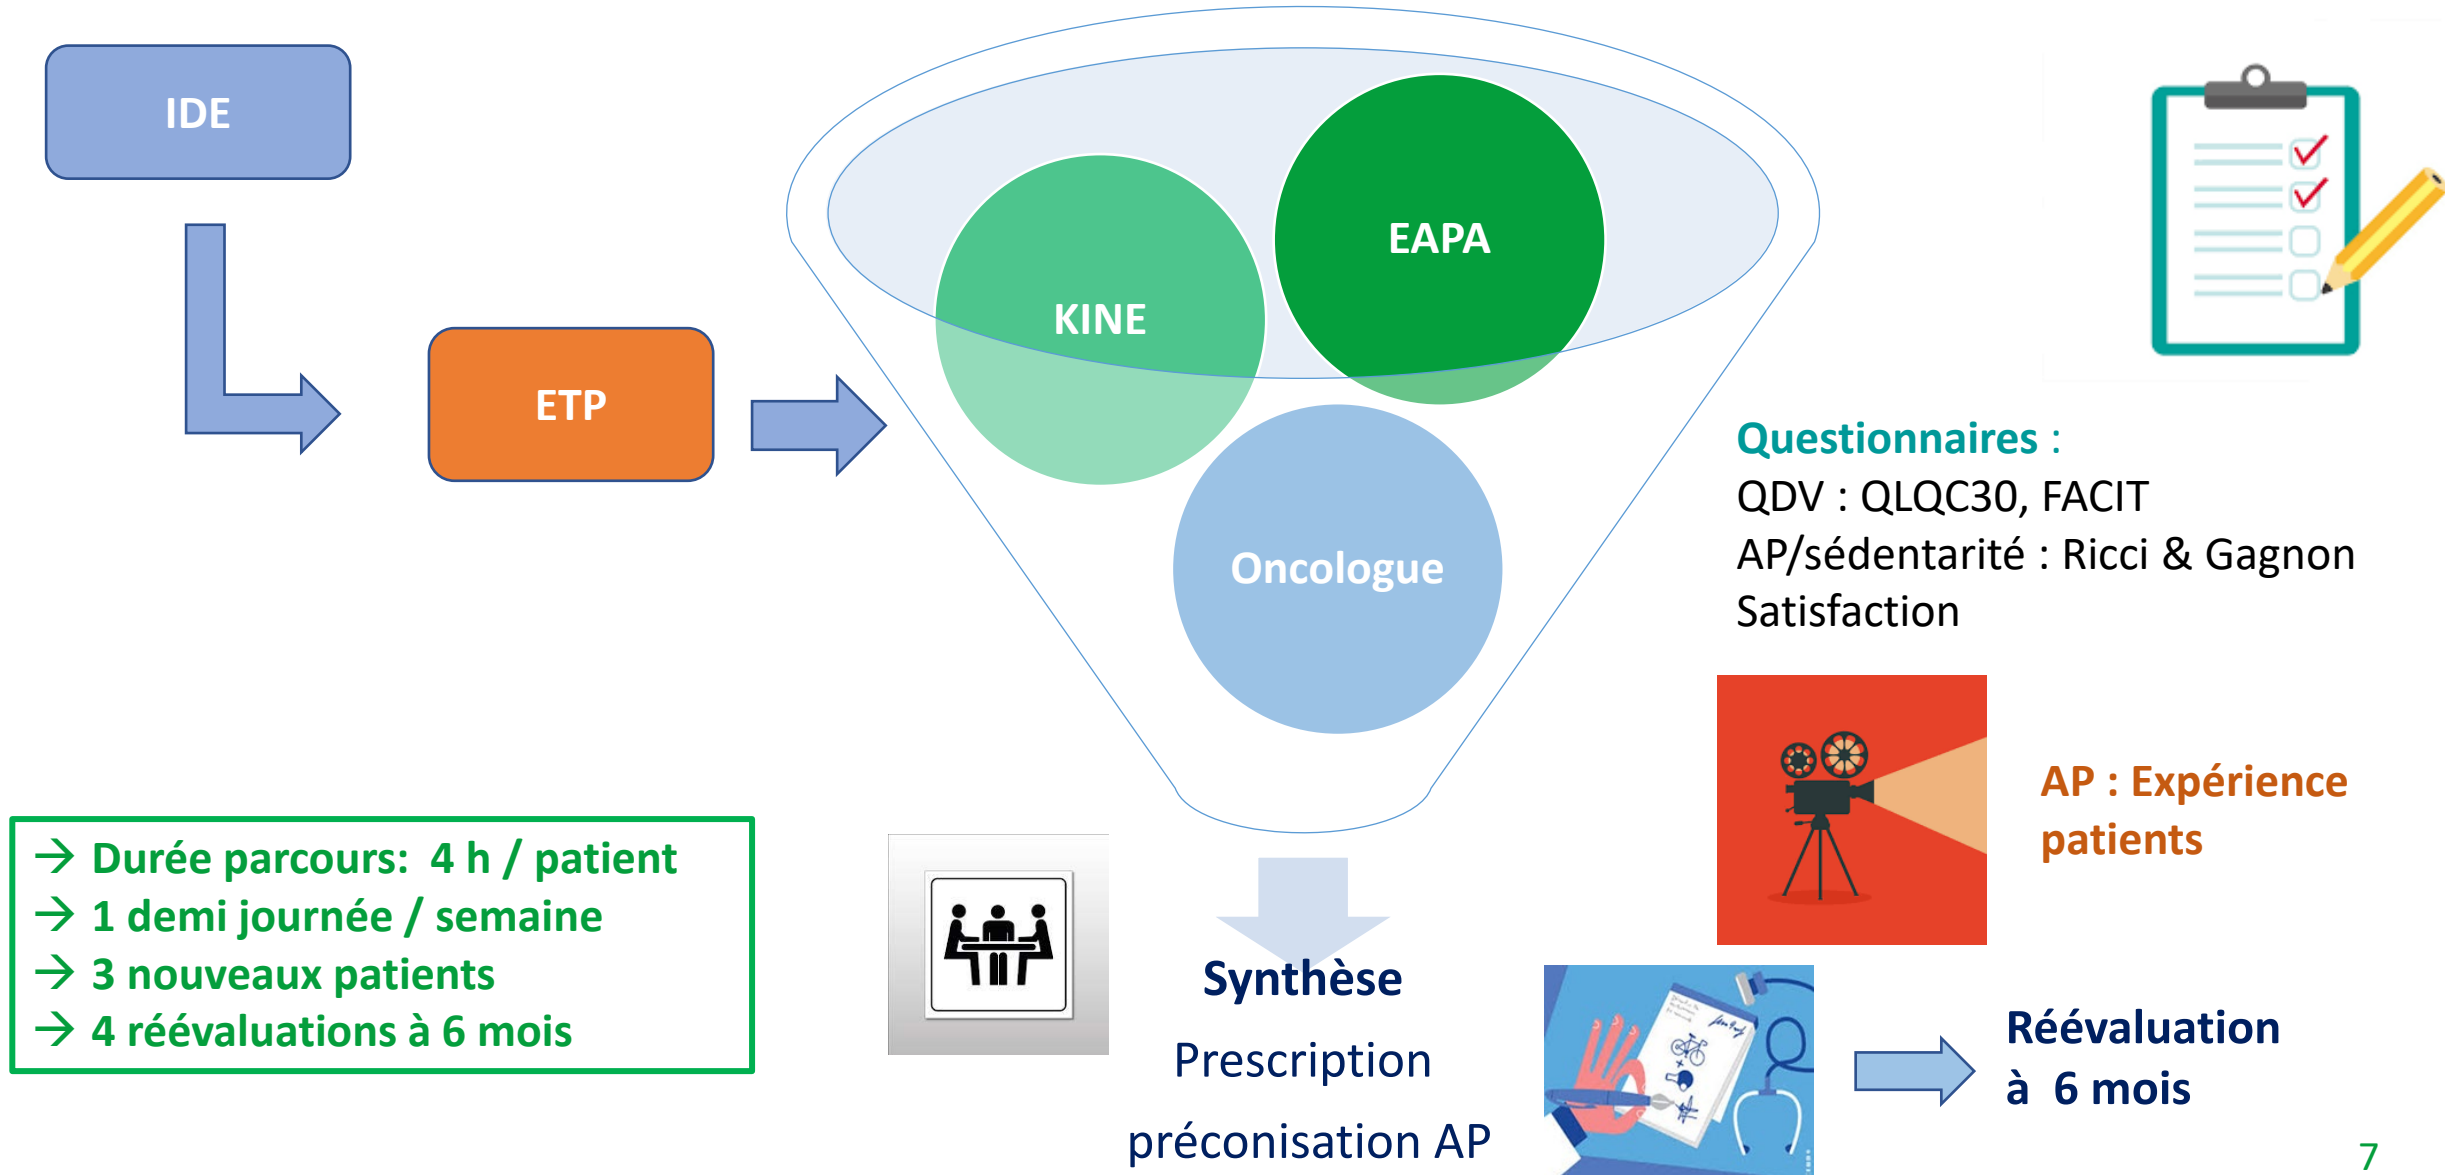 IDE
ETP
KINE
EAPA
Oncologue
Questionnaires :
QDV : QLQC30, FACIT
AP/sédentarité : Ricci & Gagnon
Satisfaction
AP : Expérience
patients
→ Durée parcours: 4 h / patient
→ 1 demi journée / semaine
→ 3 nouveaux patients
→ 4 réévaluations à 6 mois
Synthèse
Prescription
préconisation AP
Réévaluation
à 6 mois
7